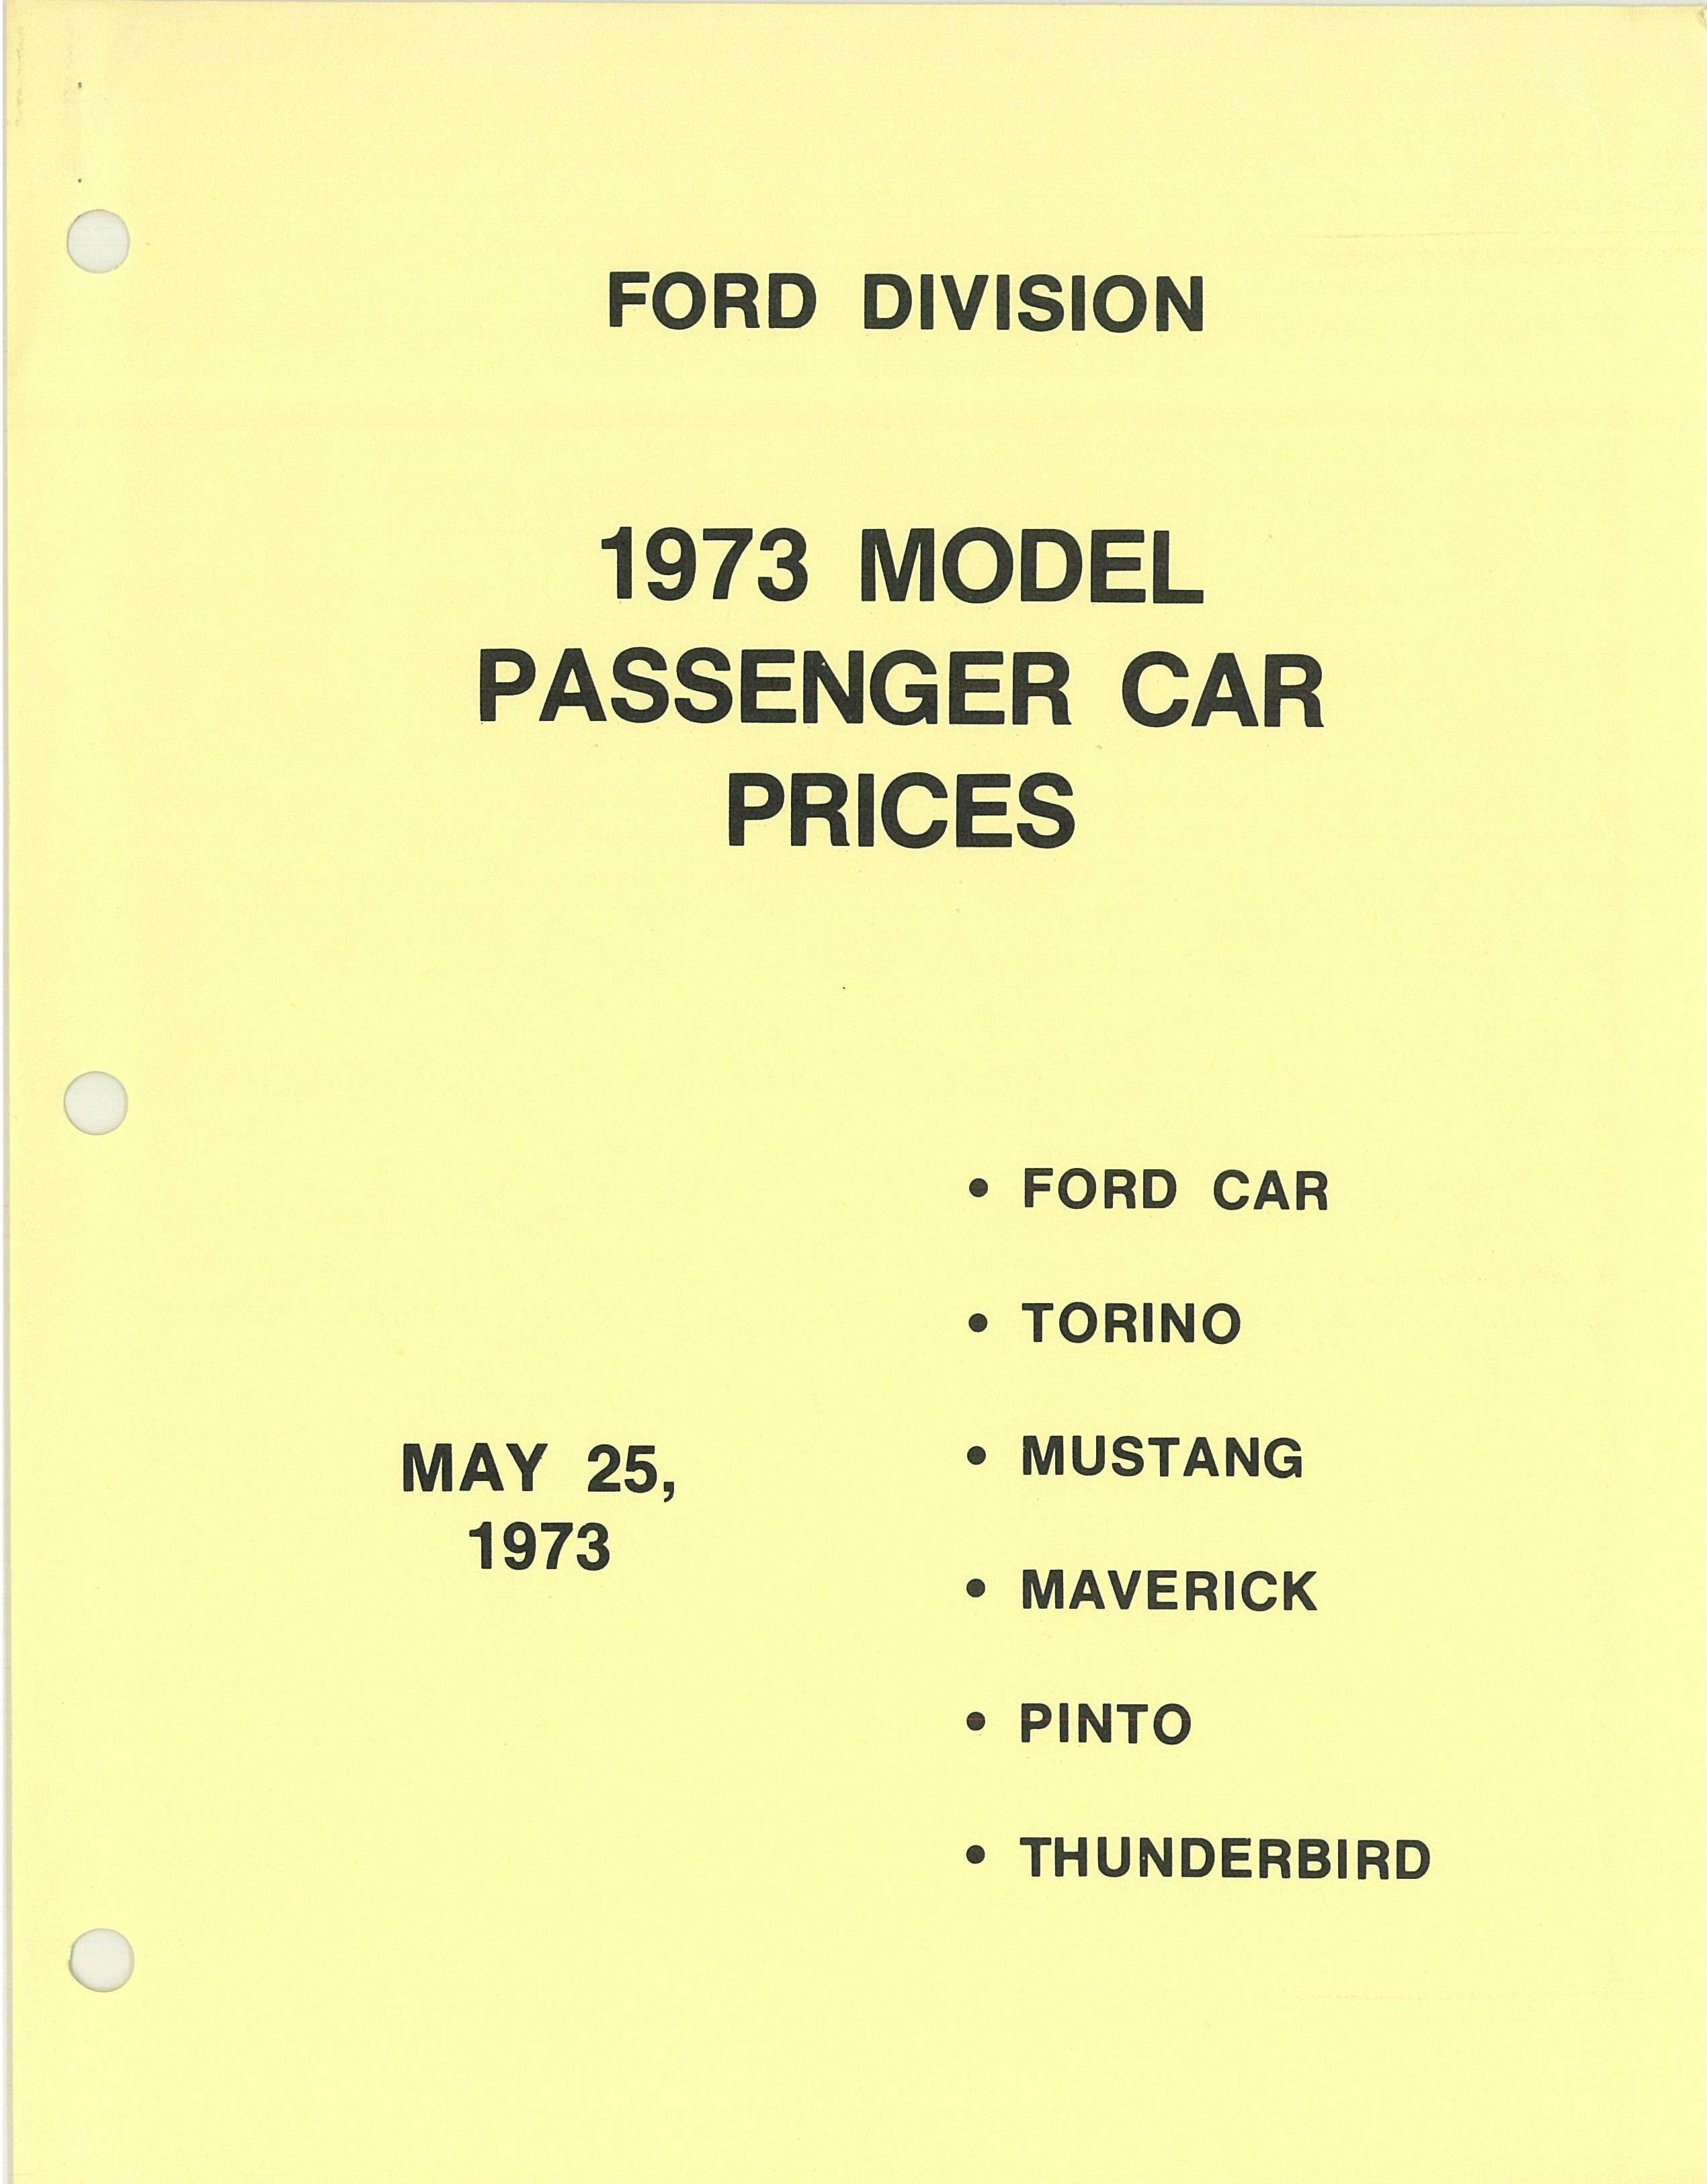 FORD DIVISION
1973 MODEL
PASSENGER CAR
PRICES
MAY 25,
1973
• FORD CAR
• TORINO
• MUSTANG
• MAVERICK
• PINTO
• THUNDERBIRD